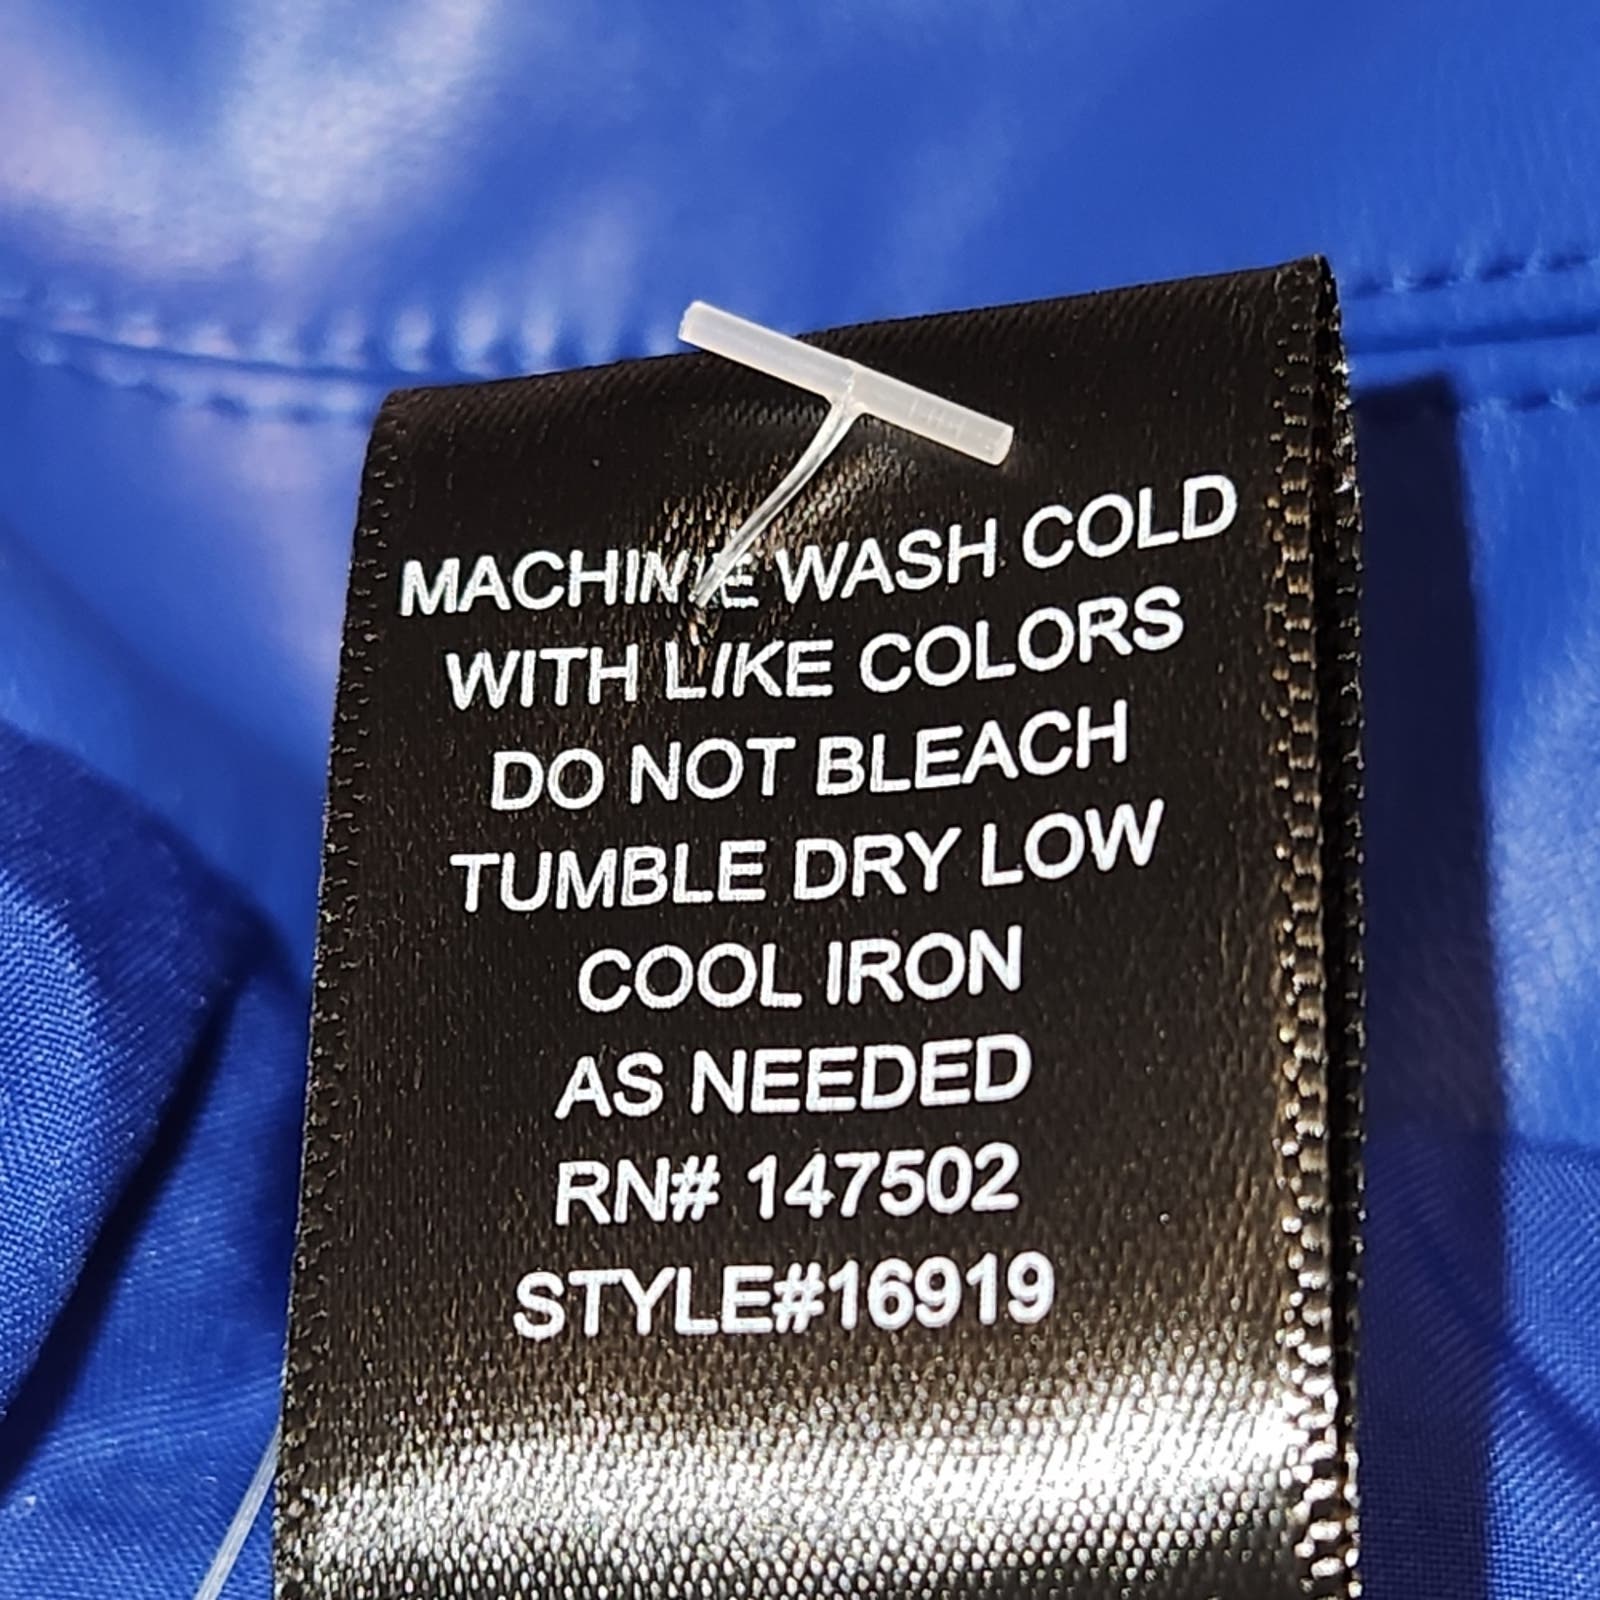 MACHINE WASH COLD
WITH LIKE COLORS
DO NOT BLEACH
TUMBLE DRY LOW
COOL IRON
AS NEEDED
RN# 147502
STYLE#16919